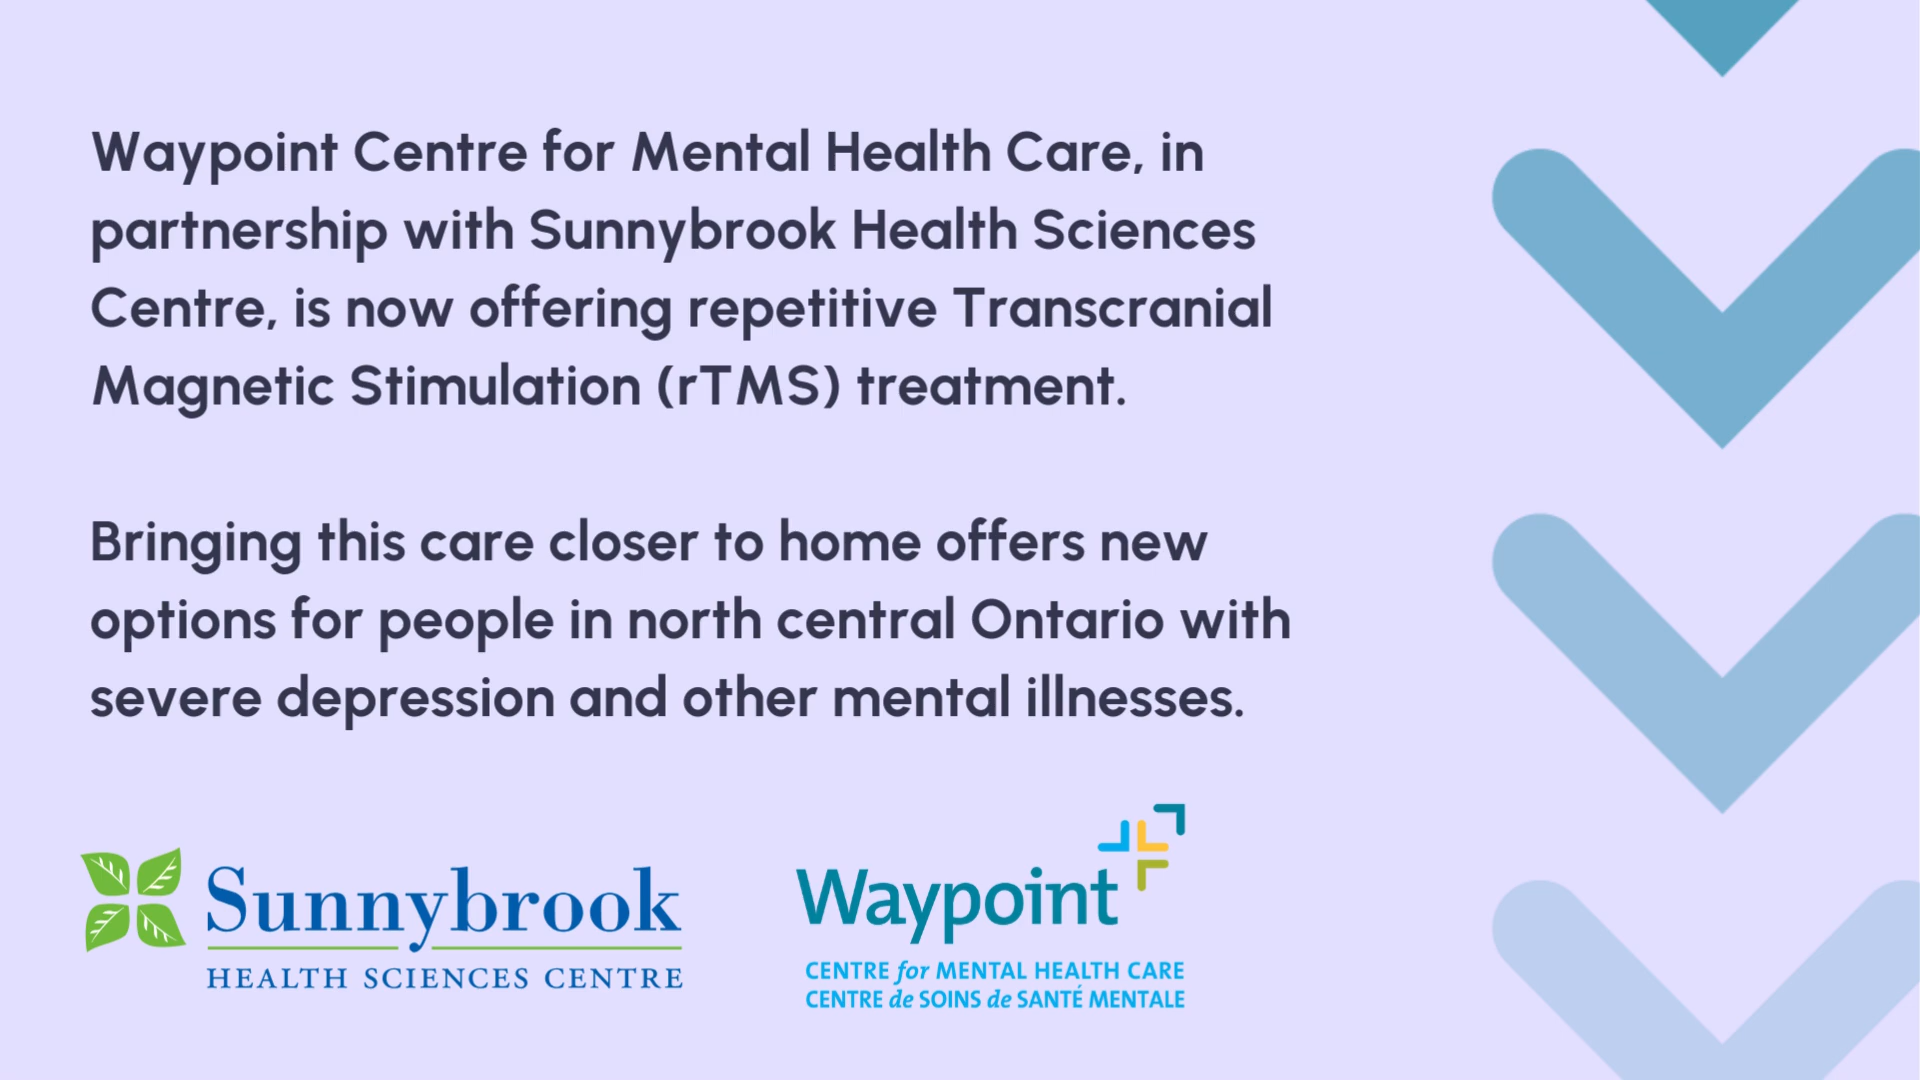 Waypoint Centre for Mental Health Care, in
partnership with Sunnybrook Health Sciences
Centre, is now offering repetitive Transcranial
Magnetic Stimulation (rTMS) treatment.
Bringing this care closer to home offers new
options for people in north central Ontario with
severe depression and other mental illnesses.
Sunnybrook
HEALTH SCIENCES CENTRE
Waypoint
CENTRE for MENTAL HEALTH CARE
CENTRE de SOINS de SANTÉ MENTALE